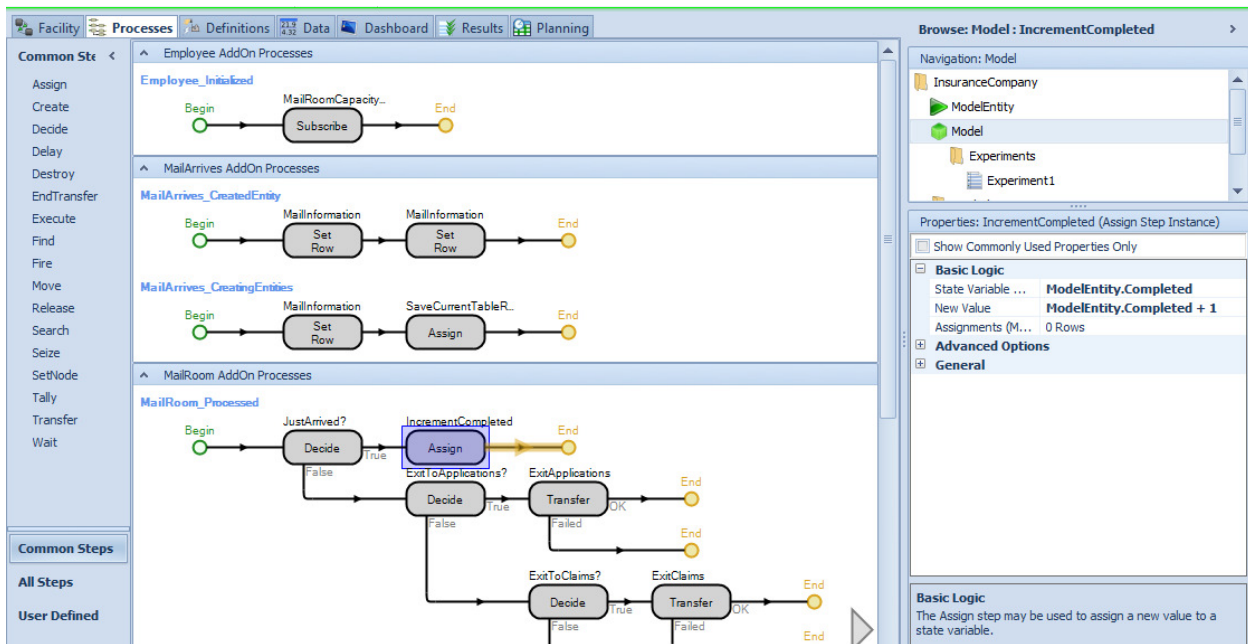 Facility Processes Definitions Data Dashboard Results Planning
Common Ste <
Assign
Create
Decide
Delay
Destroy
EndTransfer
Execute
Find
Fire
Move
Release
Search
Seize
SetNode
Tally
Transfer
Wait
Common Steps
All Steps
User Defined
Employee AddOn Processes
Employee_Initialized
Begin
MailRoomCapacity...
Subscribe
End
MailArrives AddOn Processes
MailArrives_CreatedEntity
Begin
MailInformation
Set
Row
MailInformation
Set
Row
End
MailArrives_CreatingEntities
Begin
MailInformation
Set
Row
SaveCurrentTableR...
Assign
End
MailRoom AddOn Processes
MailRoom_Processed
Begin
JustArrived?
Decide
True
False
IncrementCompleted
Assign
End
ExitToApplications?
Decide
True
False
ExitApplications
Transfer
OK
Failed
End
End
ExitToClaims?
Decide
True
False
ExitClaims
Transfer
OK
Failed
End
End
Browse: Model : IncrementCompleted >
Navigation: Model
InsuranceCompany
ModelEntity
Model
Experiments
Experiment1
Properties: IncrementCompleted (Assign Step Instance)
Show Commonly Used Properties Only
Basic Logic
State Variable ... ModelEntity.Completed
New Value ModelEntity.Completed + 1
Assignments (M... 0 Rows
Advanced Options
General
Basic Logic
The Assign step may be used to assign a new value to a
state variable.